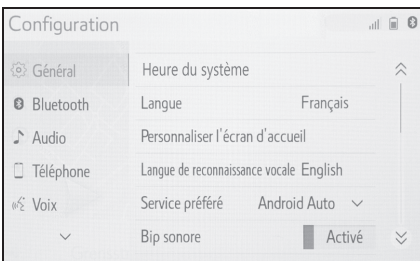 Configuration
Général
Bluetooth
Audio
Téléphone
Voix
Heure du système
Langue Français
Personnaliser l'écran d'accueil
Langue de reconnaissance vocale English
Service préféré Android Auto
Bip sonore Activé